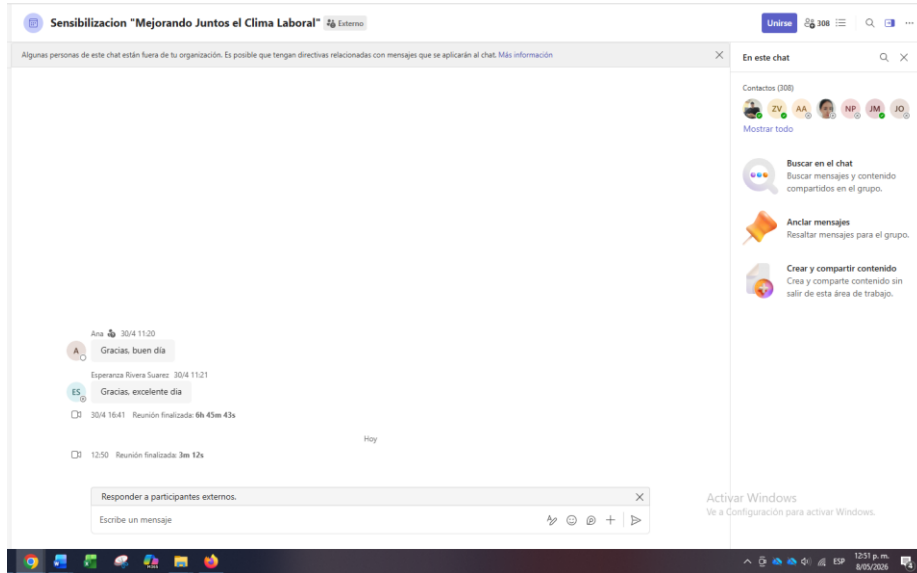 Sensibilizacion "Mejorando Juntos el Clima Laboral" Externo
Unirse 308
Algunas personas de este chat están fuera de tu organización. Es posible que tengan directivas relacionadas con mensajes que se aplicarán al chat. Más información
En este chat
Contactos (308)
ZV AA NP JM JO
Mostrar todo
Buscar en el chat
Buscar mensajes y contenido
compartidos en el grupo.
Anclar mensajes
Resaltar mensajes para el grupo.
Crear y compartir contenido
Crea y comparte contenido sin
salir de esta área de trabajo.
Ana 30/4 11:20
A Gracias, buen día
Esperanza Rivera Suarez 30/4 11:21
ES Gracias, excelente dia
30/4 16:41 Reunión finalizada: 6h 45m 43s
Hoy
12:50 Reunión finalizada: 3m 12s
Responder a participantes externos.
Escribe un mensaje
Activar Windows
Ve a Configuración para activar Windows.
ESP
12:51 p. m.
8/05/2026